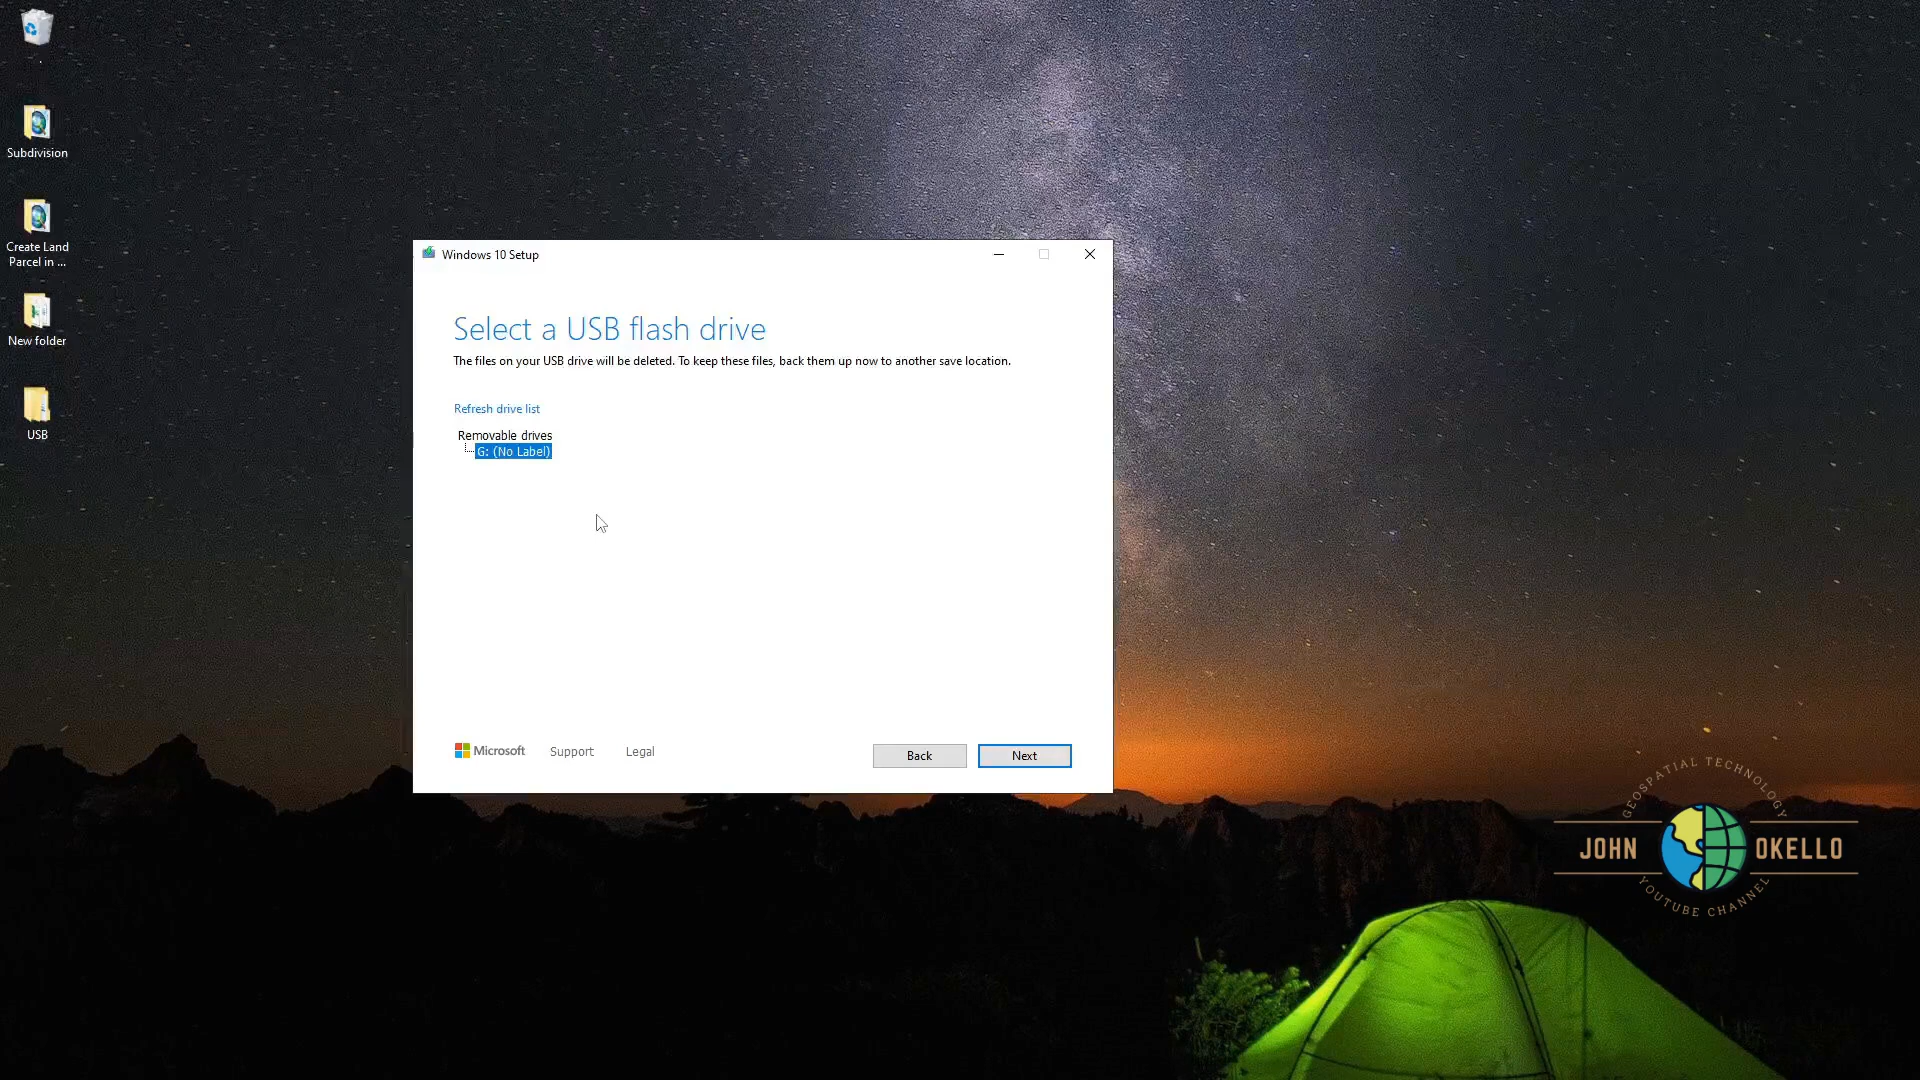 Subdivision
Create Land
Parcel in ...
New folder
USB
Windows 10 Setup
Select a USB flash drive
The files on your USB drive will be deleted. To keep these files, back them up now to another save location.
Refresh drive list
Removable drives
G: (No Label)
Microsoft
Support
Legal
Back
Next
GEOSPATIAL TECHNOLOGY
JOHN OKELLO
YOUTUBE CHANNEL